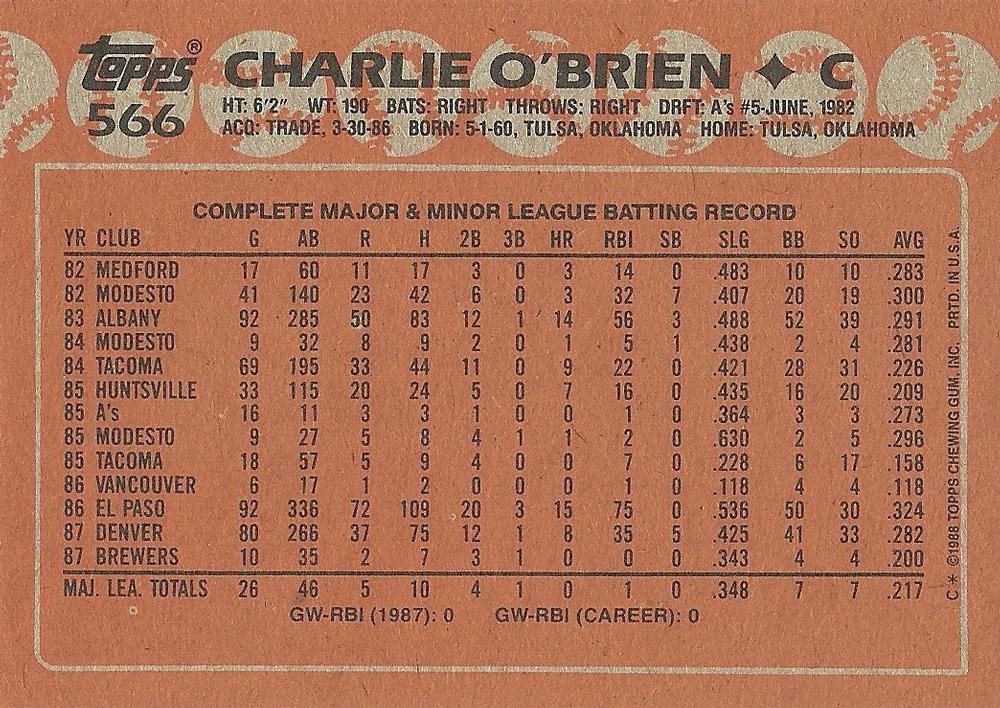 topps® CHARLIE O'BRIEN ✦ C
566 HT: 6'2" WT: 190 BATS: RIGHT THROWS: RIGHT DRFT: A's #5-JUNE, 1982
ACQ: TRADE, 3-30-86 BORN: 5-1-60, TULSA, OKLAHOMA HOME: TULSA, OKLAHOMA
COMPLETE MAJOR & MINOR LEAGUE BATTING RECORD
YR CLUB G AB R H 2B 3B HR RBI SB SLG BB SO AVG
82 MEDFORD 17 60 11 17 3 0 3 14 0 .483 10 10 .283
82 MODESTO 41 140 23 42 6 0 3 32 7 .407 20 19 .300
83 ALBANY 92 285 50 83 12 1 14 56 3 .488 52 39 .291
84 MODESTO 9 32 8 9 2 0 1 5 1 .438 2 4 .281
84 TACOMA 69 195 33 44 11 0 9 22 0 .421 28 31 .226
85 HUNTSVILLE 33 115 20 24 5 0 7 16 0 .435 16 20 .209
85 A's 16 11 3 3 1 0 0 1 0 .364 3 3 .273
85 MODESTO 9 27 5 8 4 1 1 2 0 .630 2 5 .296
85 TACOMA 18 57 5 9 4 0 0 7 0 .228 6 17 .158
86 VANCOUVER 6 17 1 2 0 0 0 1 0 .118 4 4 .118
86 EL PASO 92 336 72 109 20 3 15 75 0 .536 50 30 .324
87 DENVER 80 266 37 75 12 1 8 35 5 .425 41 33 .282
87 BREWERS 10 35 2 7 3 1 0 0 0 .343 4 4 .200
MAJ. LEA. TOTALS 26 46 5 10 4 1 0 1 0 .348 7 7 .217
GW-RBI (1987): 0 GW-RBI (CAREER): 0
C* ©1988 TOPPS CHEWING GUM, INC. PRTD. IN U.S.A.